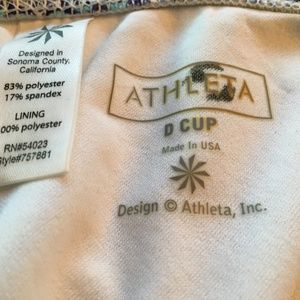 Designed in
Sonoma County,
California
83% polyester
17% spandex
LINING
00% polyester
RN#54023
Style#757881
ATHLETA
D CUP
Made In USA
Design © Athleta, Inc.